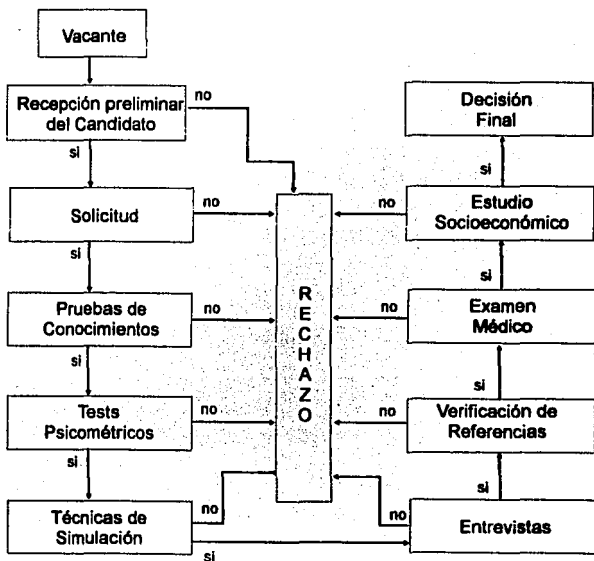 Vacante
Recepción preliminar
del Candidato
no
si
Solicitud
no
si
Pruebas de
Conocimientos
no
si
Tests
Psicométricos
no
si
Técnicas de
Simulación
no
si
RECHAZO
Decisión
Final
si
Estudio
Socioeconómico
no
si
Examen
Médico
no
si
Verificación de
Referencias
no
si
Entrevistas
no